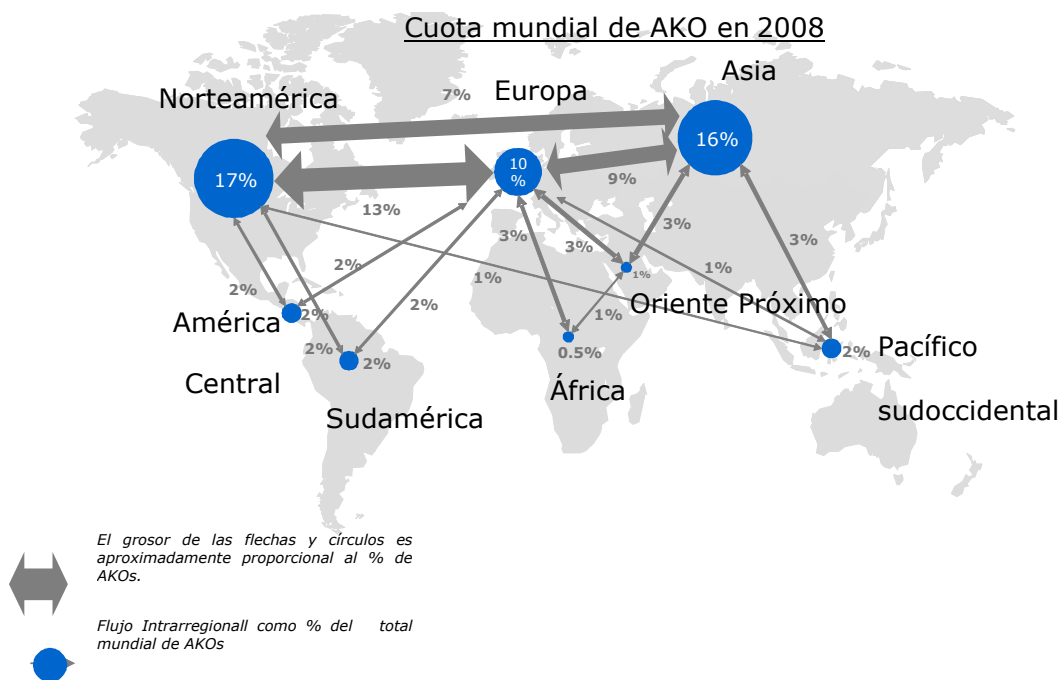 Cuota mundial de AKO en 2008
Asia
Europa
Norteamérica
7%
16%
10
%
17%
9%
13%
3%
3%
3%
3%
2%
1%
1%
1%
2%
Oriente Próximo
2%
1%
2%
América
2%
0.5%
2%
2%
Pacífico
Central
África
Sudamérica
sudoccidental
El grosor de las flechas y círculos es
aproximadamente proporcional al % de
AKOs.
Flujo Intrarregionall como % del total
mundial de AKOs